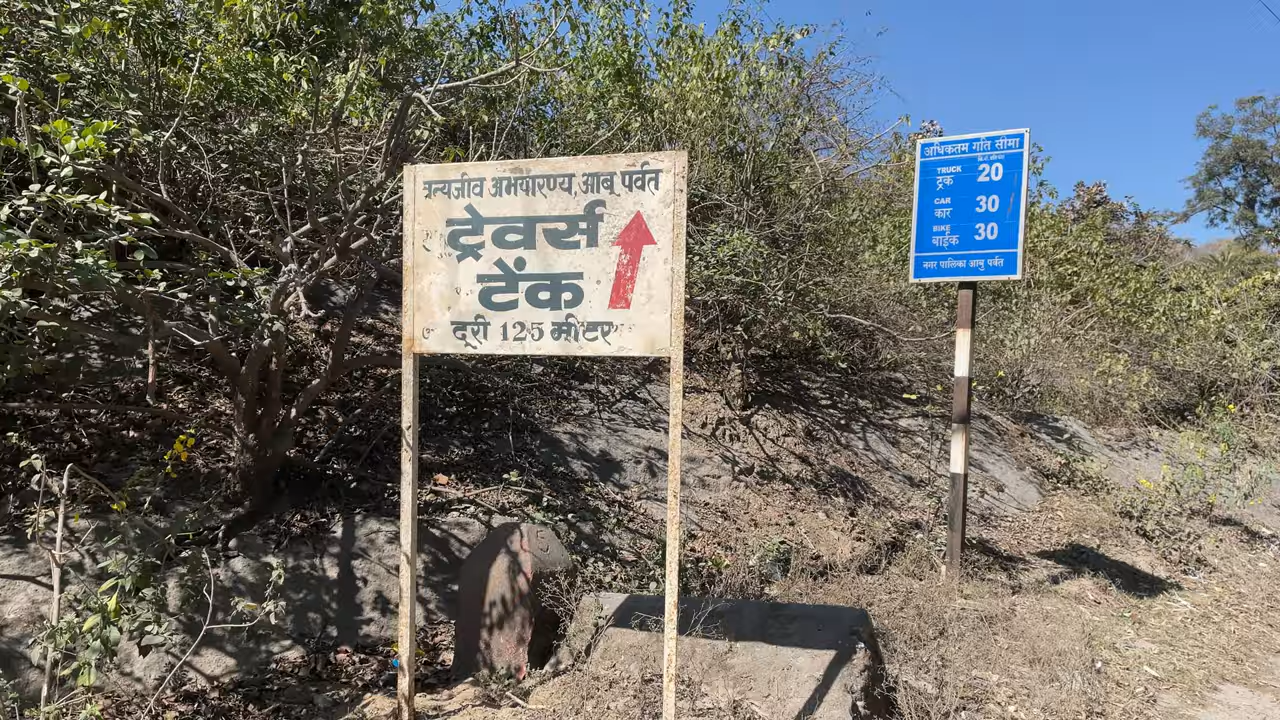 वन्यजीव अभयारण्य, आबू पर्वत
ट्रेवर्स
टेंक
दूरी 125 मीटर
अधिकतम गति सीमा
कि.मी. प्रतिघंटा
TRUCK
ट्रक 20
CAR
कार 30
BIKE
बाईक 30
नगर पालिका आबु पर्वत